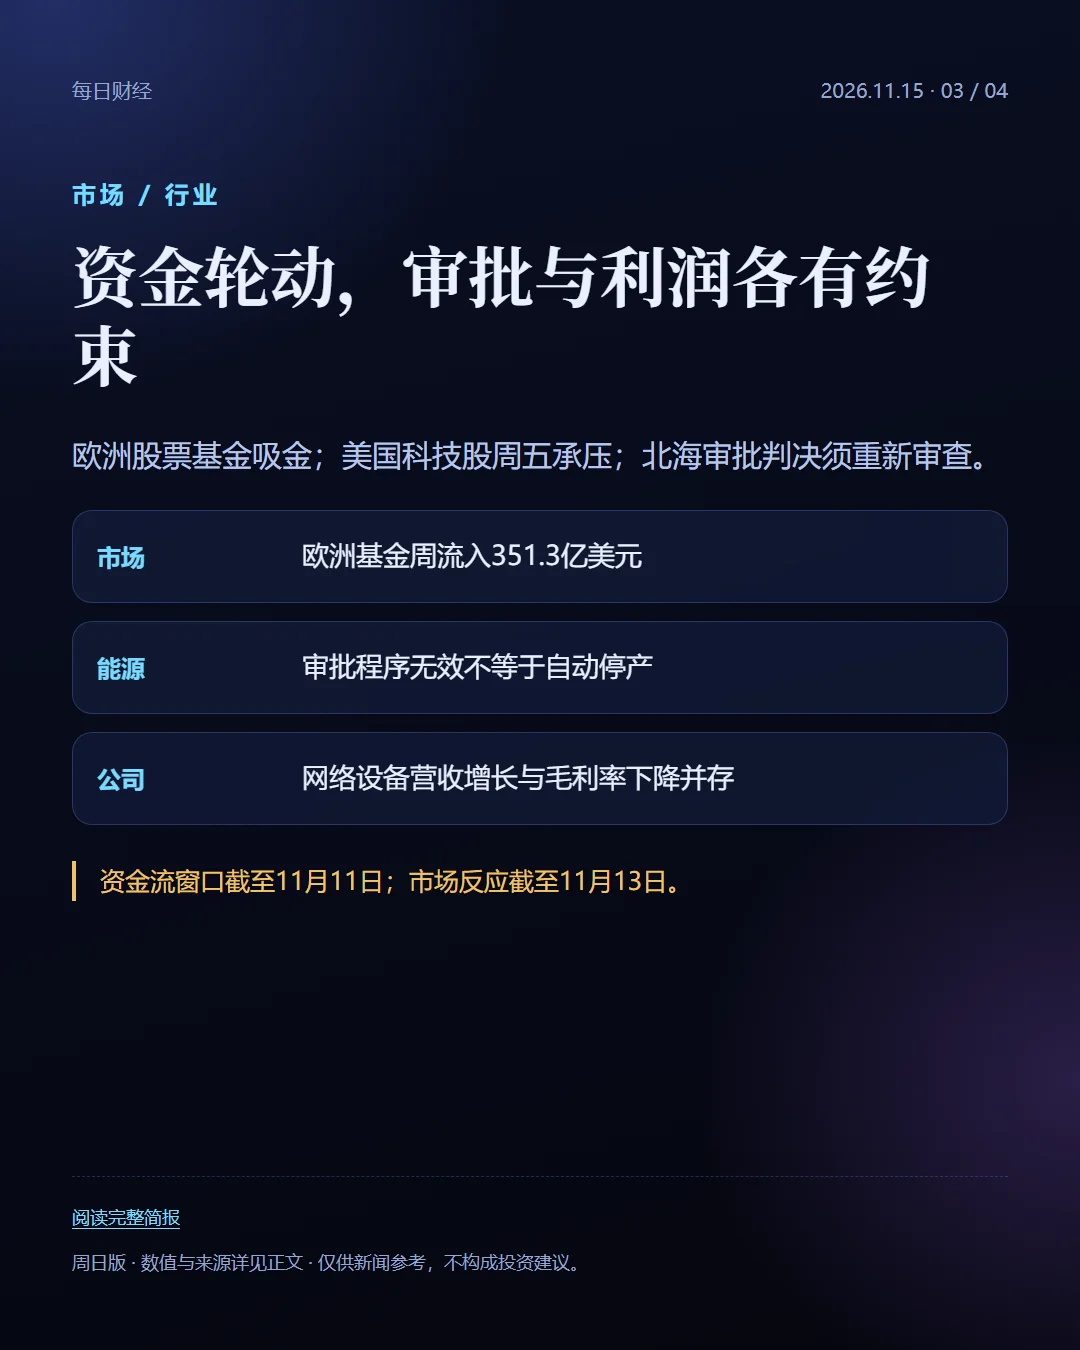 每日财经
2026.11.15 · 03 / 04
市场 / 行业
资金轮动，审批与利润各有约
束
欧洲股票基金吸金；美国科技股周五承压；北海审批判决须重新审查。
市场
欧洲基金周流入351.3亿美元
能源
审批程序无效不等于自动停产
公司
网络设备营收增长与毛利率下降并存
资金流窗口截至11月11日；市场反应截至11月13日。
阅读完整简报
周日版 · 数值与来源详见正文 · 仅供新闻参考，不构成投资建议。